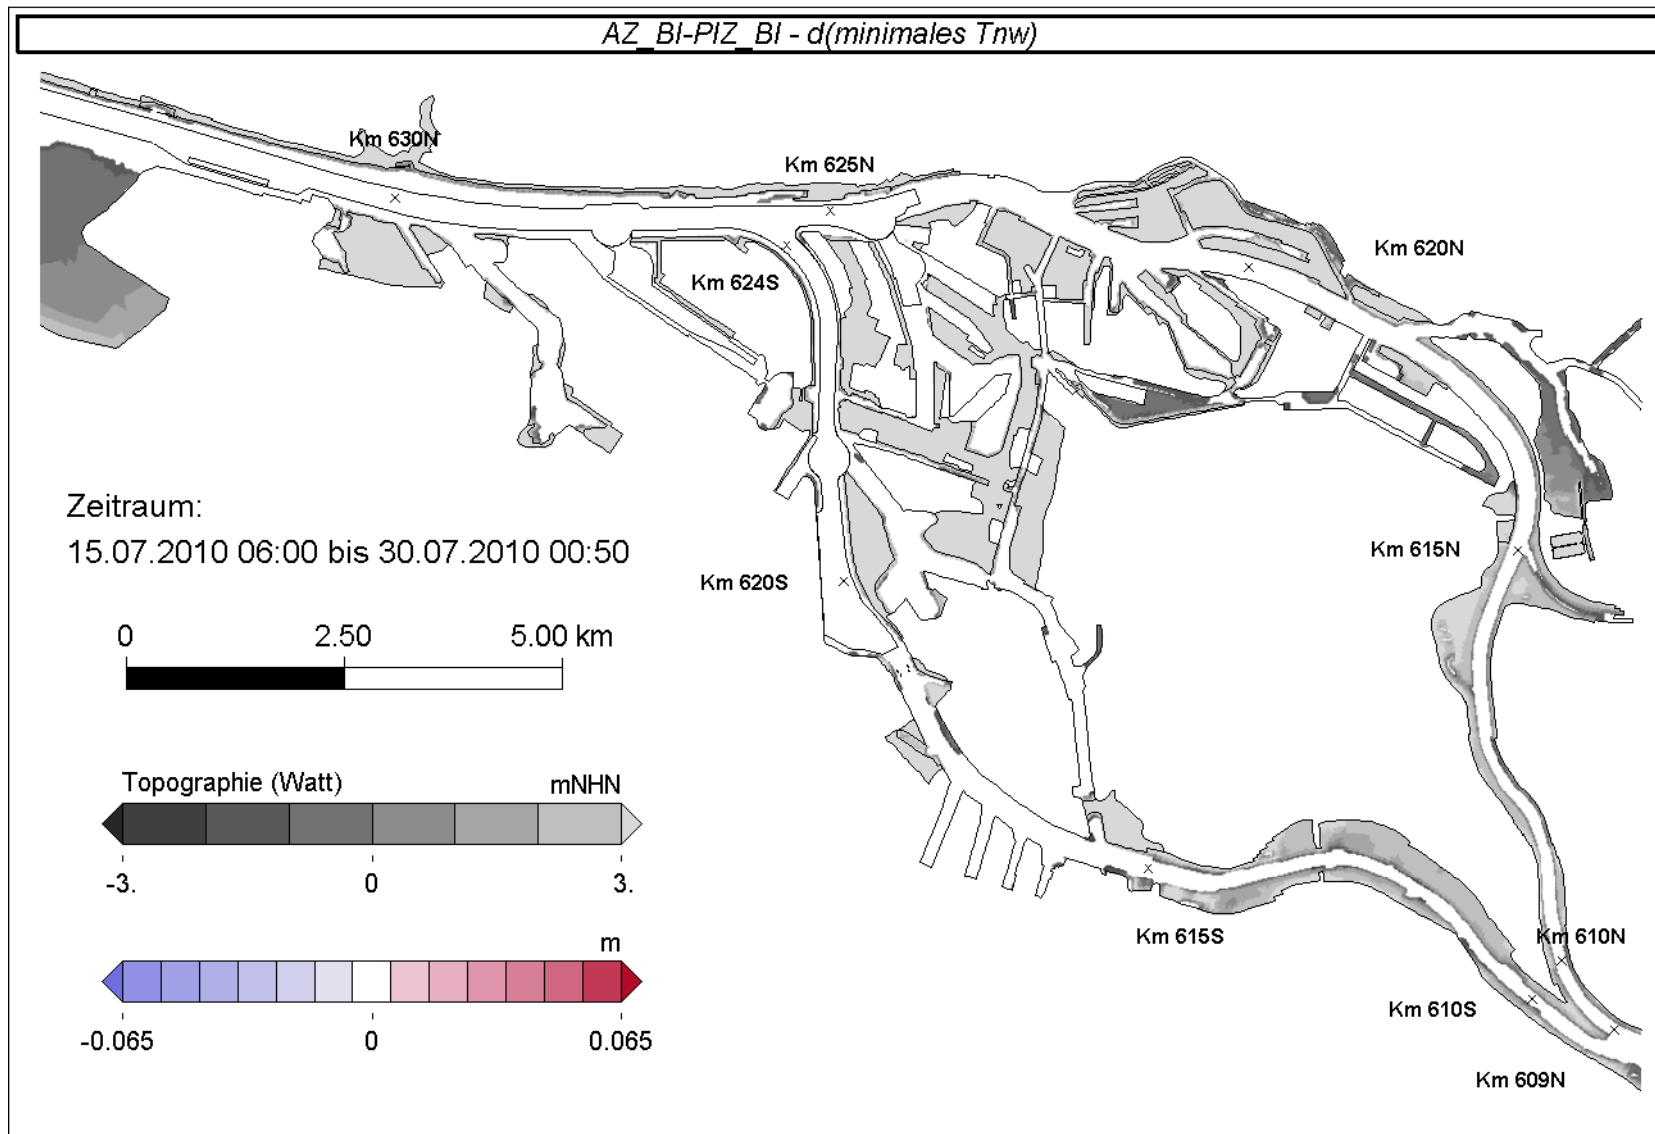 AZ_BI-PIZ_BI - d(minimales Tnw)
Km 630N
Km 625N
Km 620N
Km 624S
Zeitraum:
15.07.2010 06:00 bis 30.07.2010 00:50
Km 615N
Km 620S
0 2.50 5.00 km
Topographie (Watt) mNHN
-3. 0 3.
Km 615S
Km 610N
m
-0.065 0 0.065
Km 610S
Km 609N